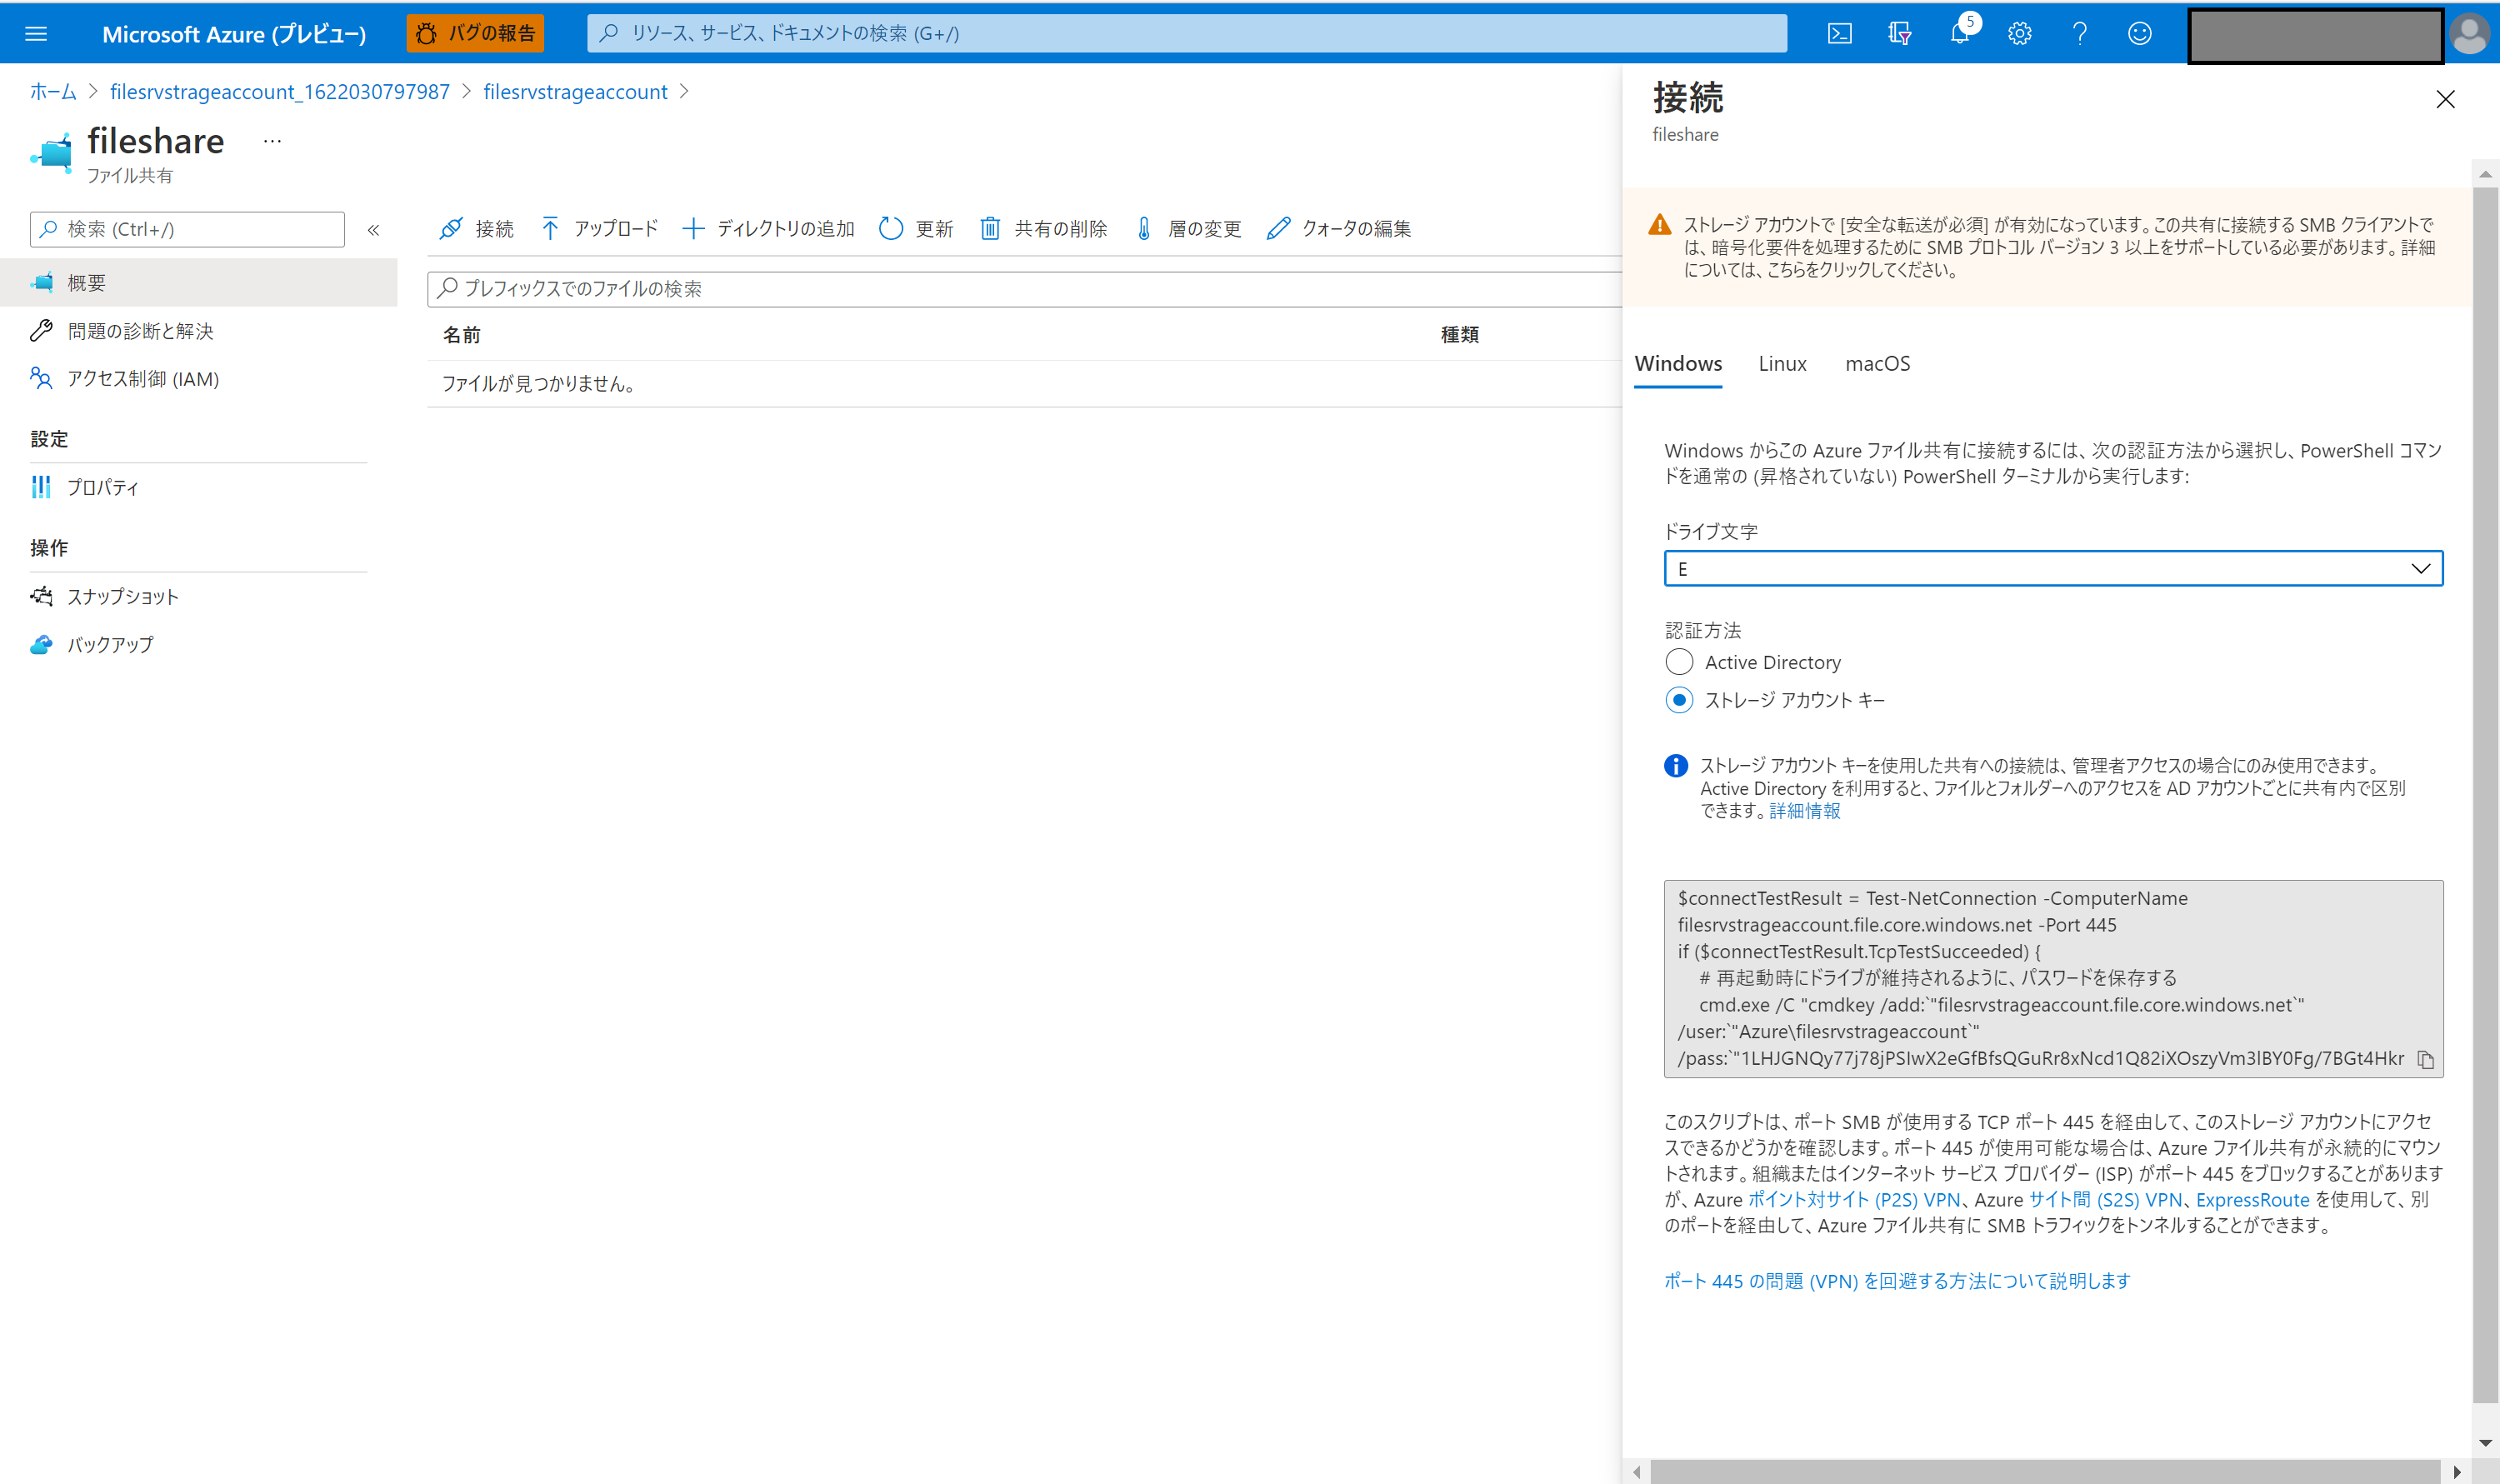 Microsoft Azure (プレビュー)
バグの報告
リソース、サービス、ドキュメントの検索 (G+/)
5
ホーム > filesrvstrageaccount_1622030797987 > filesrvstrageaccount >
fileshare ...
ファイル共有
検索 (Ctrl+/)
«
概要
問題の診断と解決
アクセス制御 (IAM)
設定
プロパティ
操作
スナップショット
バックアップ
接続
アップロード
ディレクトリの追加
更新
共有の削除
層の変更
クォータの編集
プレフィックスでのファイルの検索
名前
種類
ファイルが見つかりません。
接続
fileshare
ストレージ アカウントで [安全な転送が必須] が有効になっています。この共有に接続する SMB クライアントで
は、暗号化要件を処理するために SMB プロトコル バージョン 3 以上をサポートしている必要があります。詳細
については、こちらをクリックしてください。
Windows
Linux
macOS
Windows からこの Azure ファイル共有に接続するには、次の認証方法から選択し、PowerShell コマン
ドを通常の (昇格されていない) PowerShell ターミナルから実行します:
ドライブ文字
E
認証方法
Active Directory
ストレージ アカウント キー
ストレージ アカウント キーを使用した共有への接続は、管理者アクセスの場合にのみ使用できます。
Active Directory を利用すると、ファイルとフォルダーへのアクセスを AD アカウントごとに共有内で区別
できます。詳細情報
$connectTestResult = Test-NetConnection -ComputerName
filesrvstrageaccount.file.core.windows.net -Port 445
if ($connectTestResult.TcpTestSucceeded) {
# 再起動時にドライブが維持されるように、パスワードを保存する
cmd.exe /C "cmdkey /add:`"filesrvstrageaccount.file.core.windows.net`"
/user:`"Azure\filesrvstrageaccount`"
/pass:`"1LHJGNQy77j78jPSIwX2eGfBfsQGuRr8xNcd1Q82iXOszyVm3lBY0Fg/7BGt4Hkr
このスクリプトは、ポート SMB が使用する TCP ポート 445 を経由して、このストレージ アカウントにアクセ
スできるかどうかを確認します。ポート 445 が使用可能な場合は、Azure ファイル共有が永続的にマウン
トされます。組織またはインターネット サービス プロバイダー (ISP) がポート 445 をブロックすることがあります
が、Azure ポイント対サイト (P2S) VPN、Azure サイト間 (S2S) VPN、ExpressRoute を使用して、別
のポートを経由して、Azure ファイル共有に SMB トラフィックをトンネルすることができます。
ポート 445 の問題 (VPN) を回避する方法について説明します